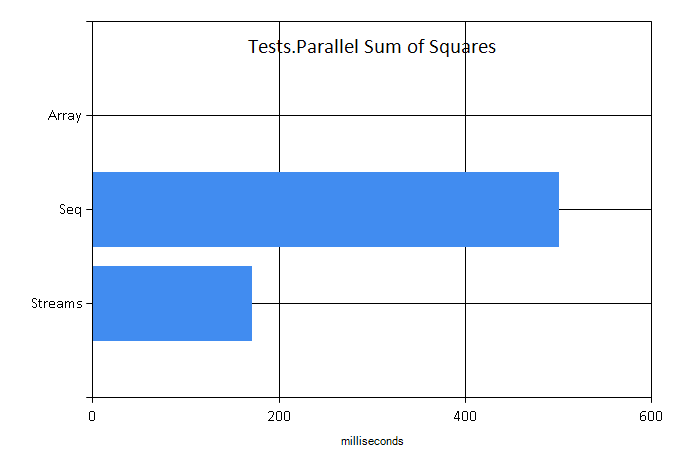 Tests.Parallel Sum of Squares
Array
Seq
Streams
0 200 400 600
milliseconds